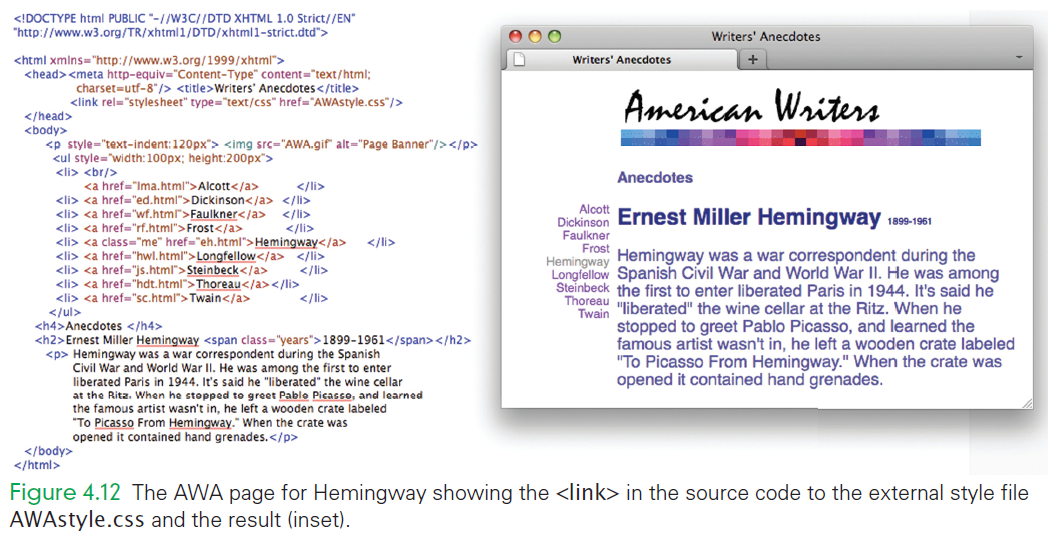 <!DOCTYPE html PUBLIC "-//W3C//DTD XHTML 1.0 Strict//EN"
"http://www.w3.org/TR/xhtml1/DTD/xhtml1-strict.dtd">
<html xmlns="http://www.w3.org/1999/xhtml">
<head><meta http-equiv="Content-Type" content="text/html;
charset=utf-8"/> <title>Writers' Anecdotes</title>
<link rel="stylesheet" type="text/css" href="AWAstyle.css"/>
</head>
<body>
<p style="text-indent:120px"> <img src="AWA.gif" alt="Page Banner"/></p>
<ul style="width:100px; height:200px">
<li> <br/>
<a href="lma.html">Alcott</a> </li>
<li> <a href="ed.html">Dickinson</a> </li>
<li> <a href="wf.html">Faulkner</a> </li>
<li> <a href="rf.html">Frost</a> </li>
<li> <a class="me" href="eh.html">Hemingway</a> </li>
<li> <a href="hwl.html">Longfellow</a> </li>
<li> <a href="js.html">Steinbeck</a> </li>
<li> <a href="hdt.html">Thoreau</a></li>
<li> <a href="sc.html">Twain</a> </li>
</ul>
<h4>Anecdotes </h4>
<h2>Ernest Miller Hemingway <span class="years">1899-1961</span></h2>
<p> Hemingway was a war correspondent during the Spanish
Civil War and World War II. He was among the first to enter
liberated Paris in 1944. It's said he "liberated" the wine cellar
at the Ritz. When he stopped to greet Pablo Picasso, and learned
the famous artist wasn't in, he left a wooden crate labeled
"To Picasso From Hemingway." When the crate was
opened it contained hand grenades.</p>
</body>
</html>
Writers' Anecdotes
Writers' Anecdotes
+
American Writers
Anecdotes
Alcott
Dickinson
Faulkner
Frost
Hemingway
Longfellow
Steinbeck
Thoreau
Twain
Ernest Miller Hemingway 1899-1961
Hemingway was a war correspondent during the
Spanish Civil War and World War II. He was among
the first to enter liberated Paris in 1944. It's said he
"liberated" the wine cellar at the Ritz. When he
stopped to greet Pablo Picasso, and learned the
famous artist wasn't in, he left a wooden crate labeled
"To Picasso From Hemingway." When the crate was
opened it contained hand grenades.
Figure 4.12 The AWA page for Hemingway showing the <link> in the source code to the external style file
AWAstyle.css and the result (inset).